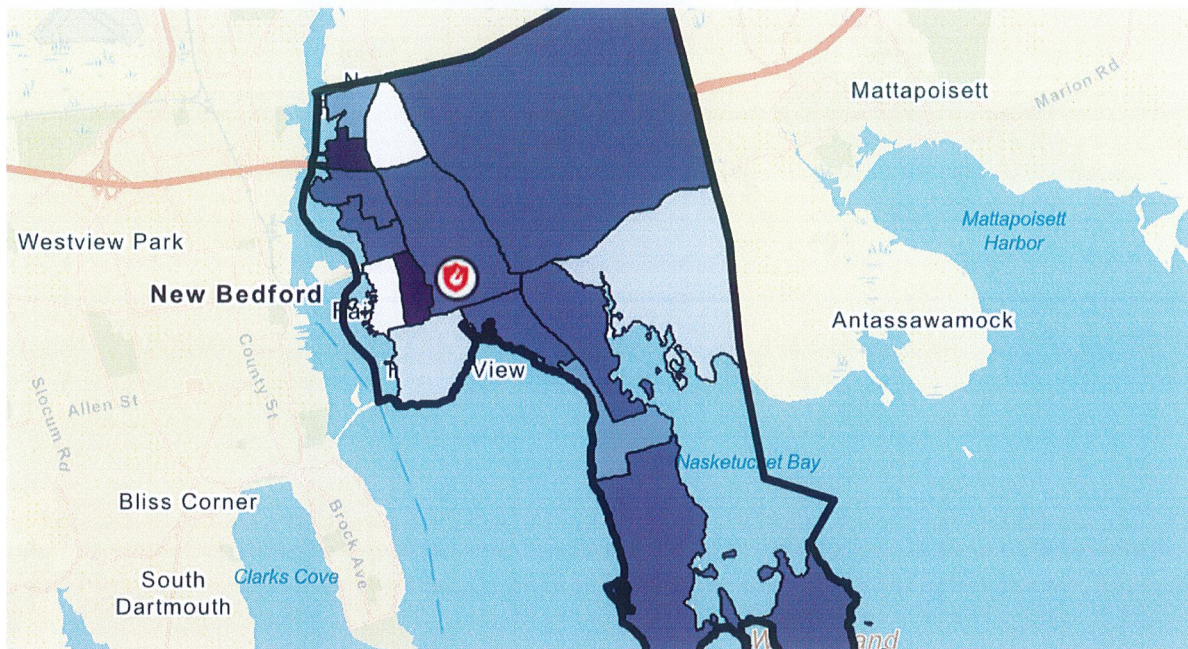 Mattapoisett
Marion Rd
Mattapoisett
Harbor
Westview Park
New Bedford
Antassawamock
County St
View
Allen St
Slocum Rd
Nasketucket Bay
Bliss Corner
Brock Ave
South
Dartmouth
Clarks Cove